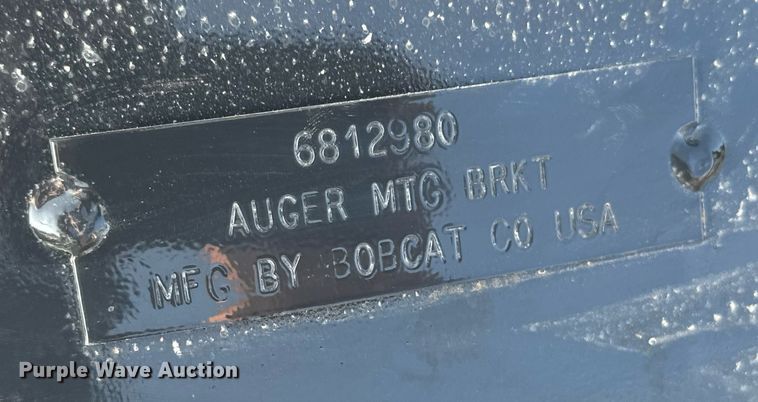 6812980
AUGER MTG BRKT
MFG BY BOBCAT CO USA
Purple Wave Auction